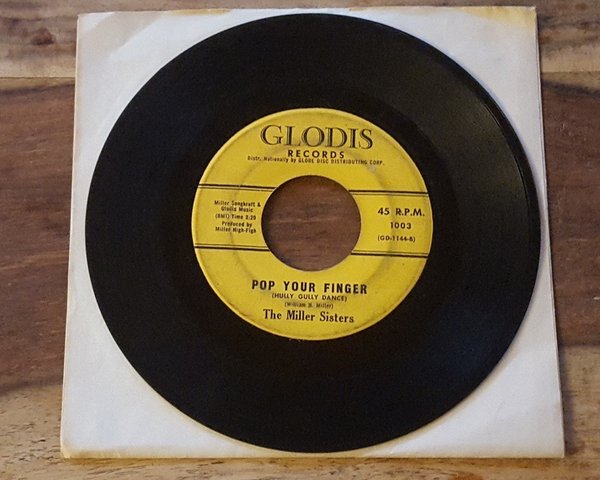 GLODIS
RECORDS
Distr. Nationally by GLOBE DISC DISTRIBUTING CORP.
Miller Songkraft &
Glodis Music
(BMI) Time 2:20
Produced by
Miller High-Figh
45 R.P.M.
1003
(GD-1144-B)
POP YOUR FINGER
(HULLY GULLY DANCE)
(William H. Miller)
The Miller Sisters